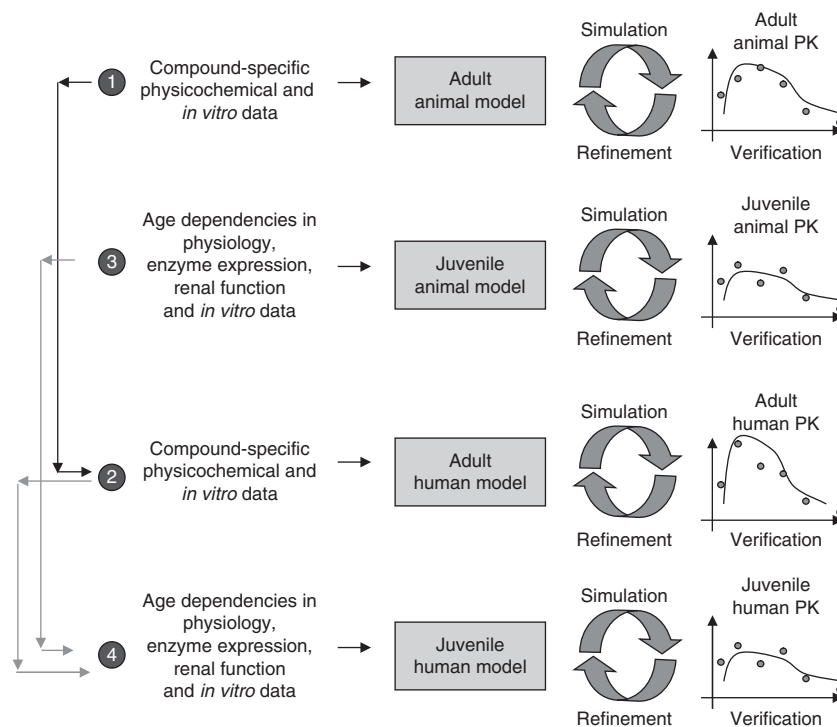 1
Compound-specific
physicochemical and
in vitro data
Adult
animal model
Simulation
Refinement
Adult
animal PK
Verification
3
Age dependencies in
physiology,
enzyme expression,
renal function
and in vitro data
Juvenile
animal model
Simulation
Refinement
Juvenile
animal PK
Verification
2
Compound-specific
physicochemical and
in vitro data
Adult
human model
Simulation
Refinement
Adult
human PK
Verification
4
Age dependencies in
physiology,
enzyme expression,
renal function
and in vitro data
Juvenile
human model
Simulation
Refinement
Juvenile
human PK
Verification